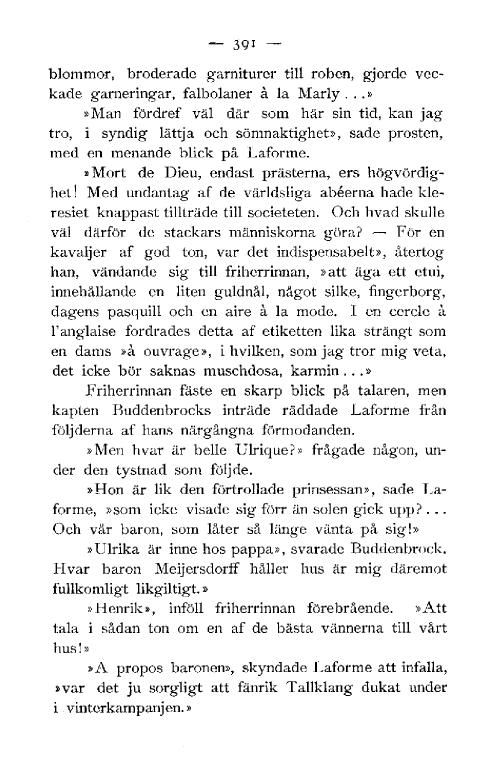 — 391 —
blommor, broderade garniturer till roben, gjorde vec-
kade garneringar, falbolaner à la Marly . . .»
»Man fördref väl där som här sin tid, kan jag
tro, i syndig lättja och sömnaktighet», sade prosten,
med en menande blick på Laforme.
»Mort de Dieu, endast prästerna, ers högvördig-
het! Med undantag af de världsliga abéerna hade kle-
resiet knappast tillträde till societeten. Och hvad skulle
väl därför de stackars människorna göra? — För en
kavaljer af god ton, var det indispensabelt», återtog
han, vändande sig till friherrinnan, »att äga ett etui,
innehållande en liten guldnål, något silke, fingerborg,
dagens pasquill och en aire à la mode. I en cercle à
l'anglaise fordrades detta af etiketten lika strängt som
en dams »à ouvrage», i hvilken, som jag tror mig veta,
det icke bör saknas muschdosa, karmin . . .»
Friherrinnan fäste en skarp blick på talaren, men
kapten Buddenbrocks inträde räddade Laforme från
följderna af hans närgångna förmodanden.
»Men hvar är belle Ulrique?» frågade någon, un-
der den tystnad som följde.
»Hon är lik den förtrollade prinsessan», sade La-
forme, »som icke visade sig förr än solen gick upp? . . .
Och vår baron, som låter så länge vänta på sig!»
»Ulrika är inne hos pappa», svarade Buddenbrock.
Hvar baron Meijersdorff håller hus är mig däremot
fullkomligt likgiltigt.»
»Henrik», inföll friherrinnan förebrående. »Att
tala i sådan ton om en af de bästa vännerna till vårt
hus!»
»A propos baronen», skyndade Laforme att infalla,
»var det ju sorgligt att fänrik Tallklang dukat under
i vinterkampanjen.»